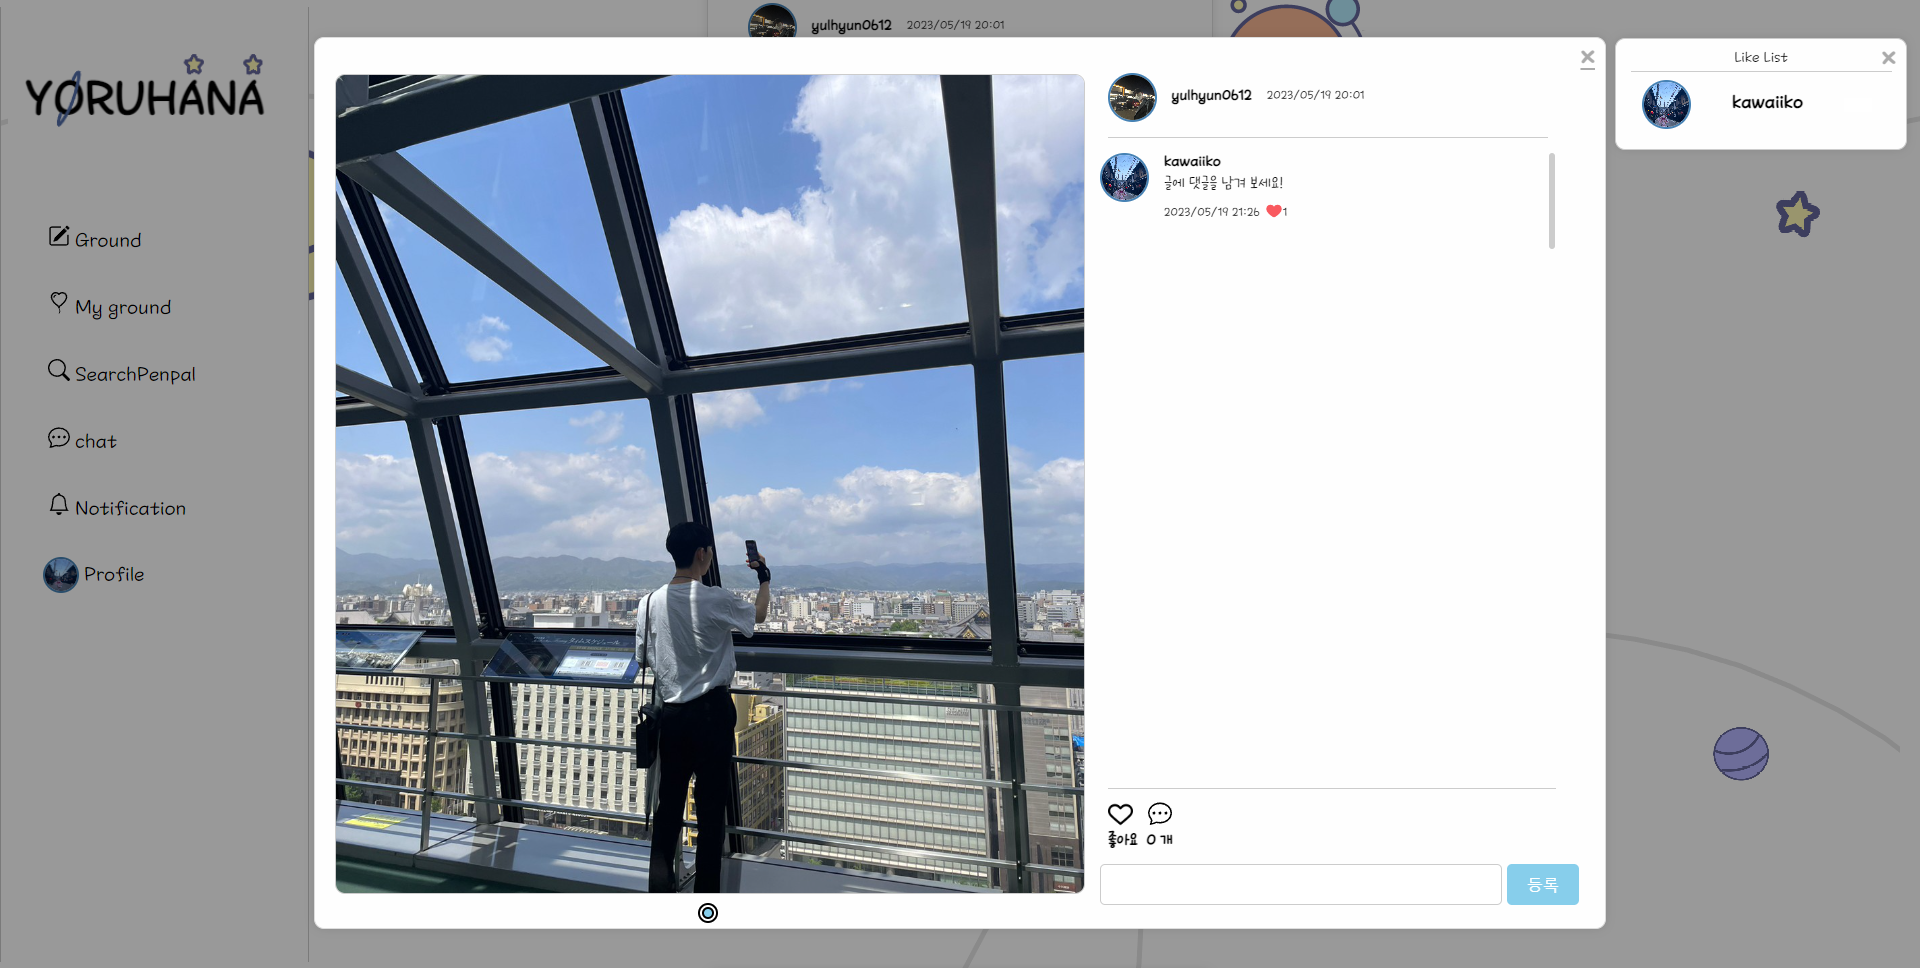 YORUHANA
Ground
My ground
SearchPenpal
chat
Notification
Profile
yulhyun0612 2023/05/19 20:01
yulhyun0612 2023/05/19 20:01
kawaiiko
글에 댓글을 남겨 보세요!
2023/05/19 21:26 1
좋아요 0 개
등록
Like List
kawaiiko